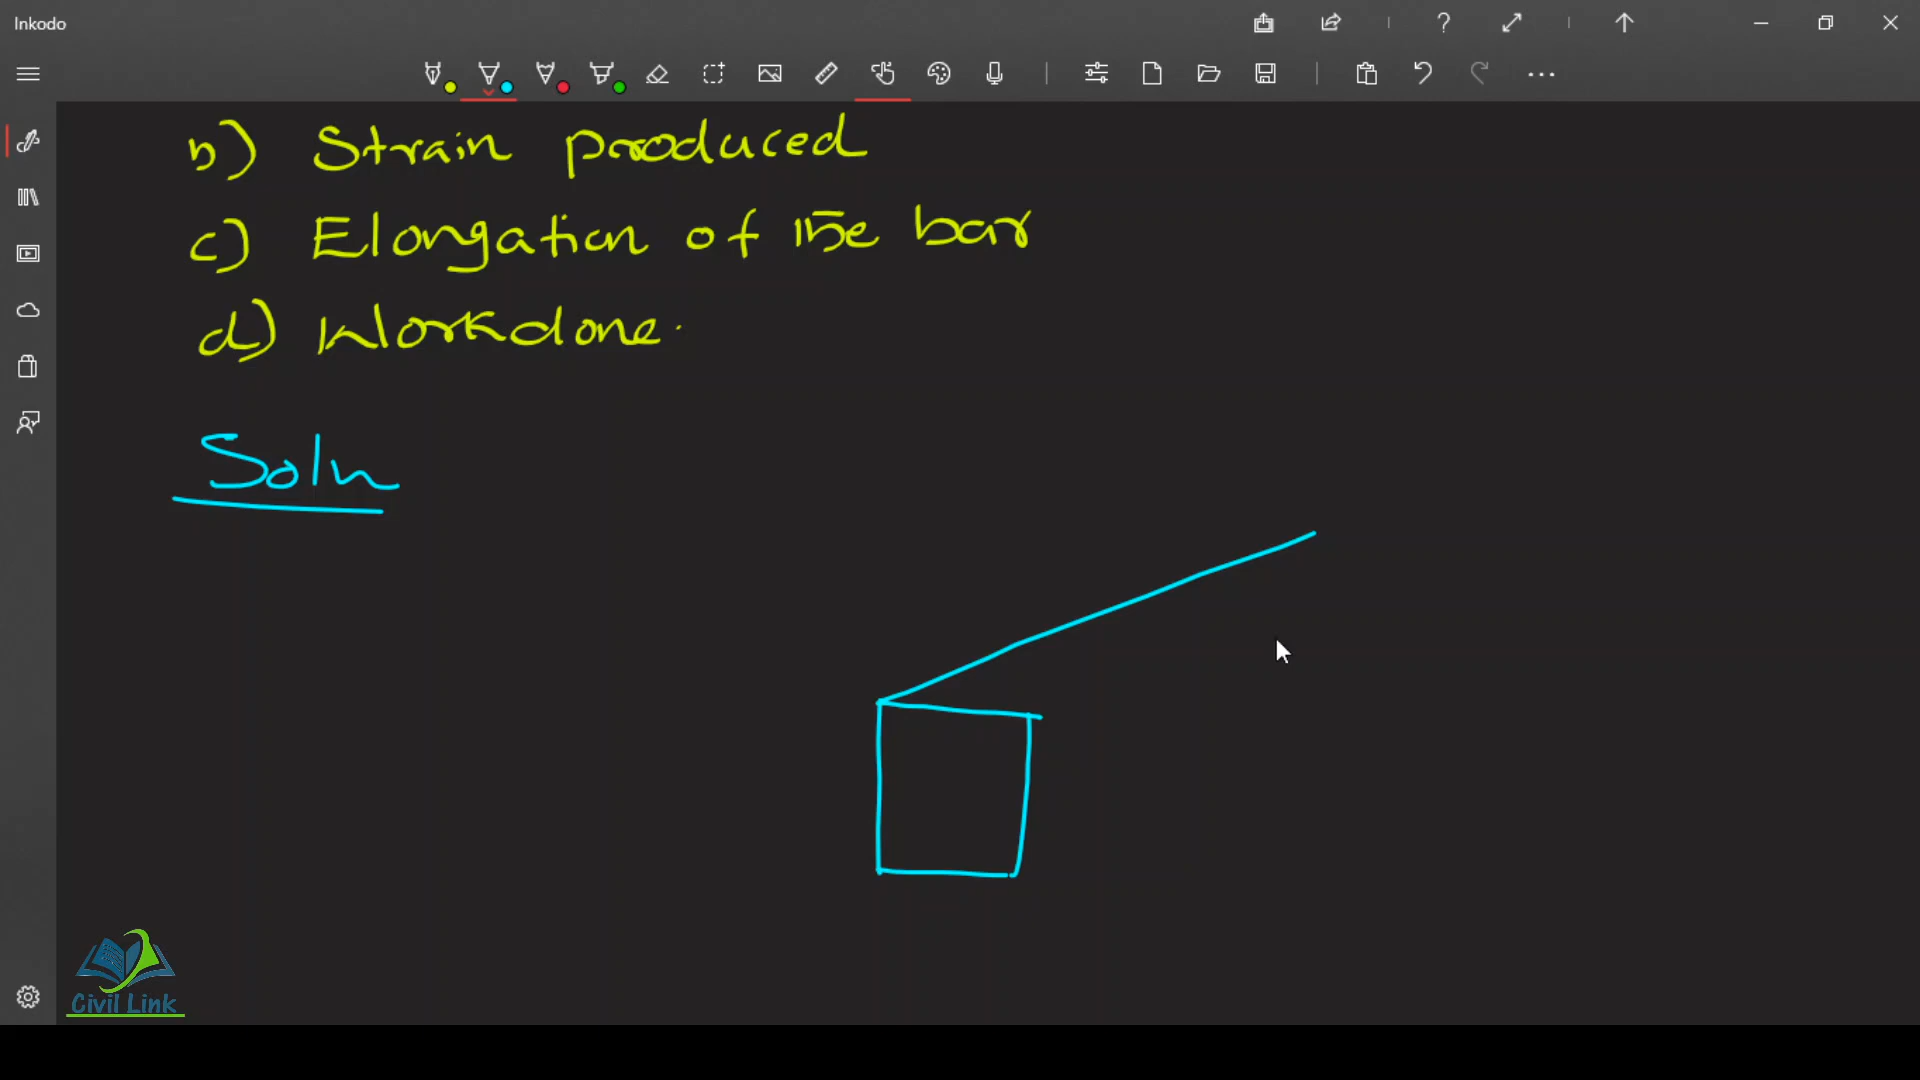 Inkodo
b) Strain produced
c) Elongation of the bar
d) Workdone.
Soln
Civil Link